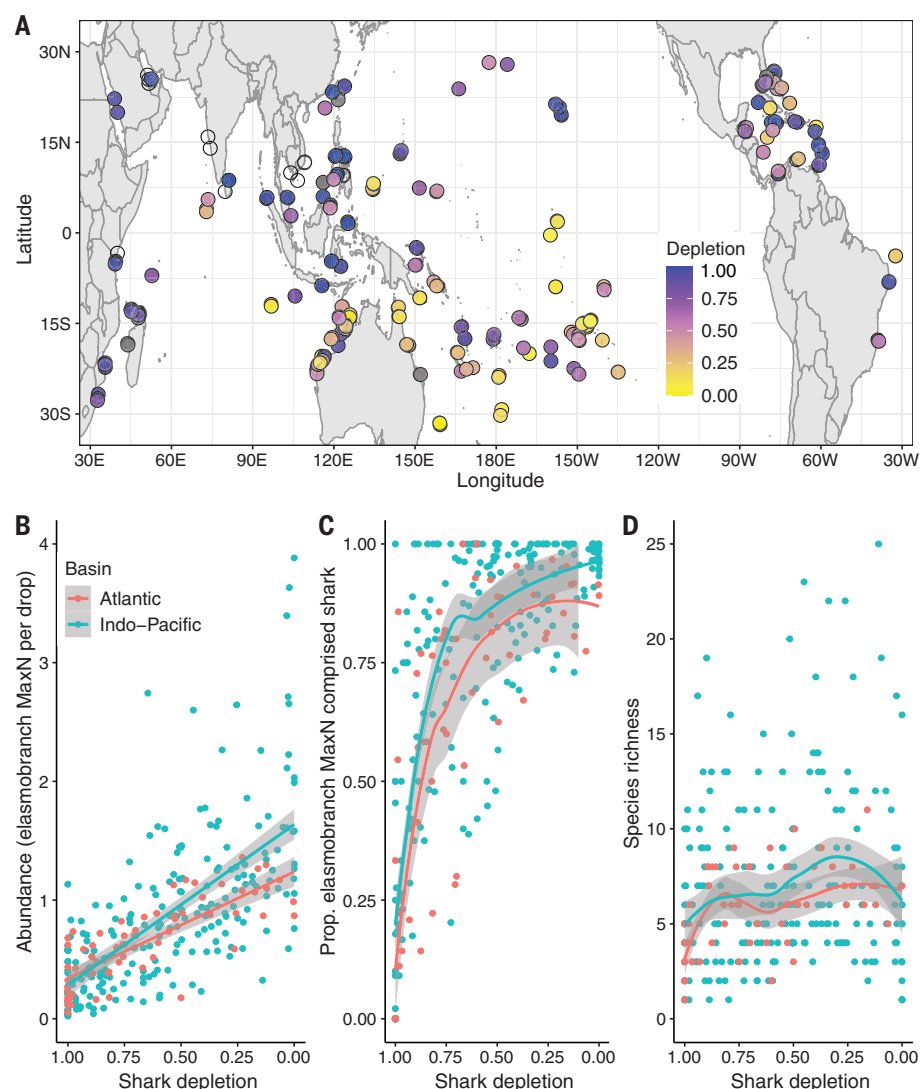 A
30N
15N
0
15S
30S
Latitude
30E
60E
90E
120E
150E
180E
150W
120W
90W
60W
30W
Longitude
Depletion
1.00
0.75
0.50
0.25
0.00
B
Basin
Atlantic
Indo−Pacific
4
3
2
1
0
Abundance (elasmobranch MaxN per drop)
1.00
0.75
0.50
0.25
0.00
Shark depletion
C
1.00
0.75
0.50
0.25
0.00
Prop. elasmobranch MaxN comprised shark
1.00
0.75
0.50
0.25
0.00
Shark depletion
D
25
20
15
10
5
0
Species richness
1.00
0.75
0.50
0.25
0.00
Shark depletion